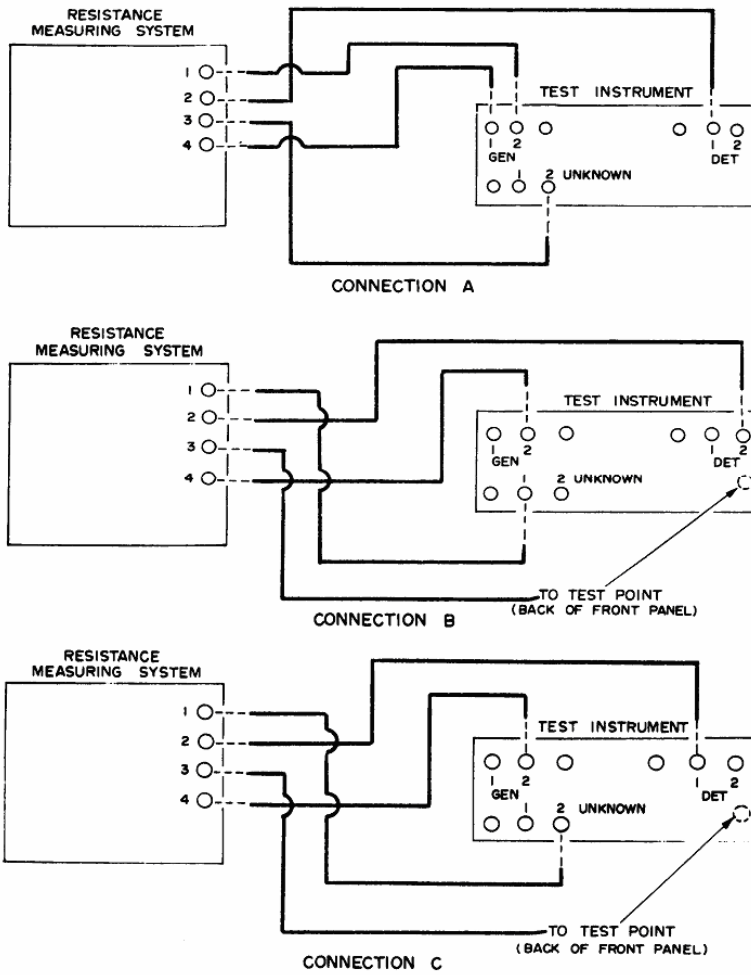 RESISTANCE
MEASURING SYSTEM
1
2
3
4
TEST INSTRUMENT
1 2
GEN
1 2
DET
1 2 UNKNOWN
CONNECTION A
RESISTANCE
MEASURING SYSTEM
1
2
3
4
TEST INSTRUMENT
1 2
GEN
1 2
DET
1 2 UNKNOWN
TO TEST POINT
(BACK OF FRONT PANEL)
CONNECTION B
RESISTANCE
MEASURING SYSTEM
1
2
3
4
TEST INSTRUMENT
1 2
GEN
1 2
DET
1 2 UNKNOWN
TO TEST POINT
(BACK OF FRONT PANEL)
CONNECTION C